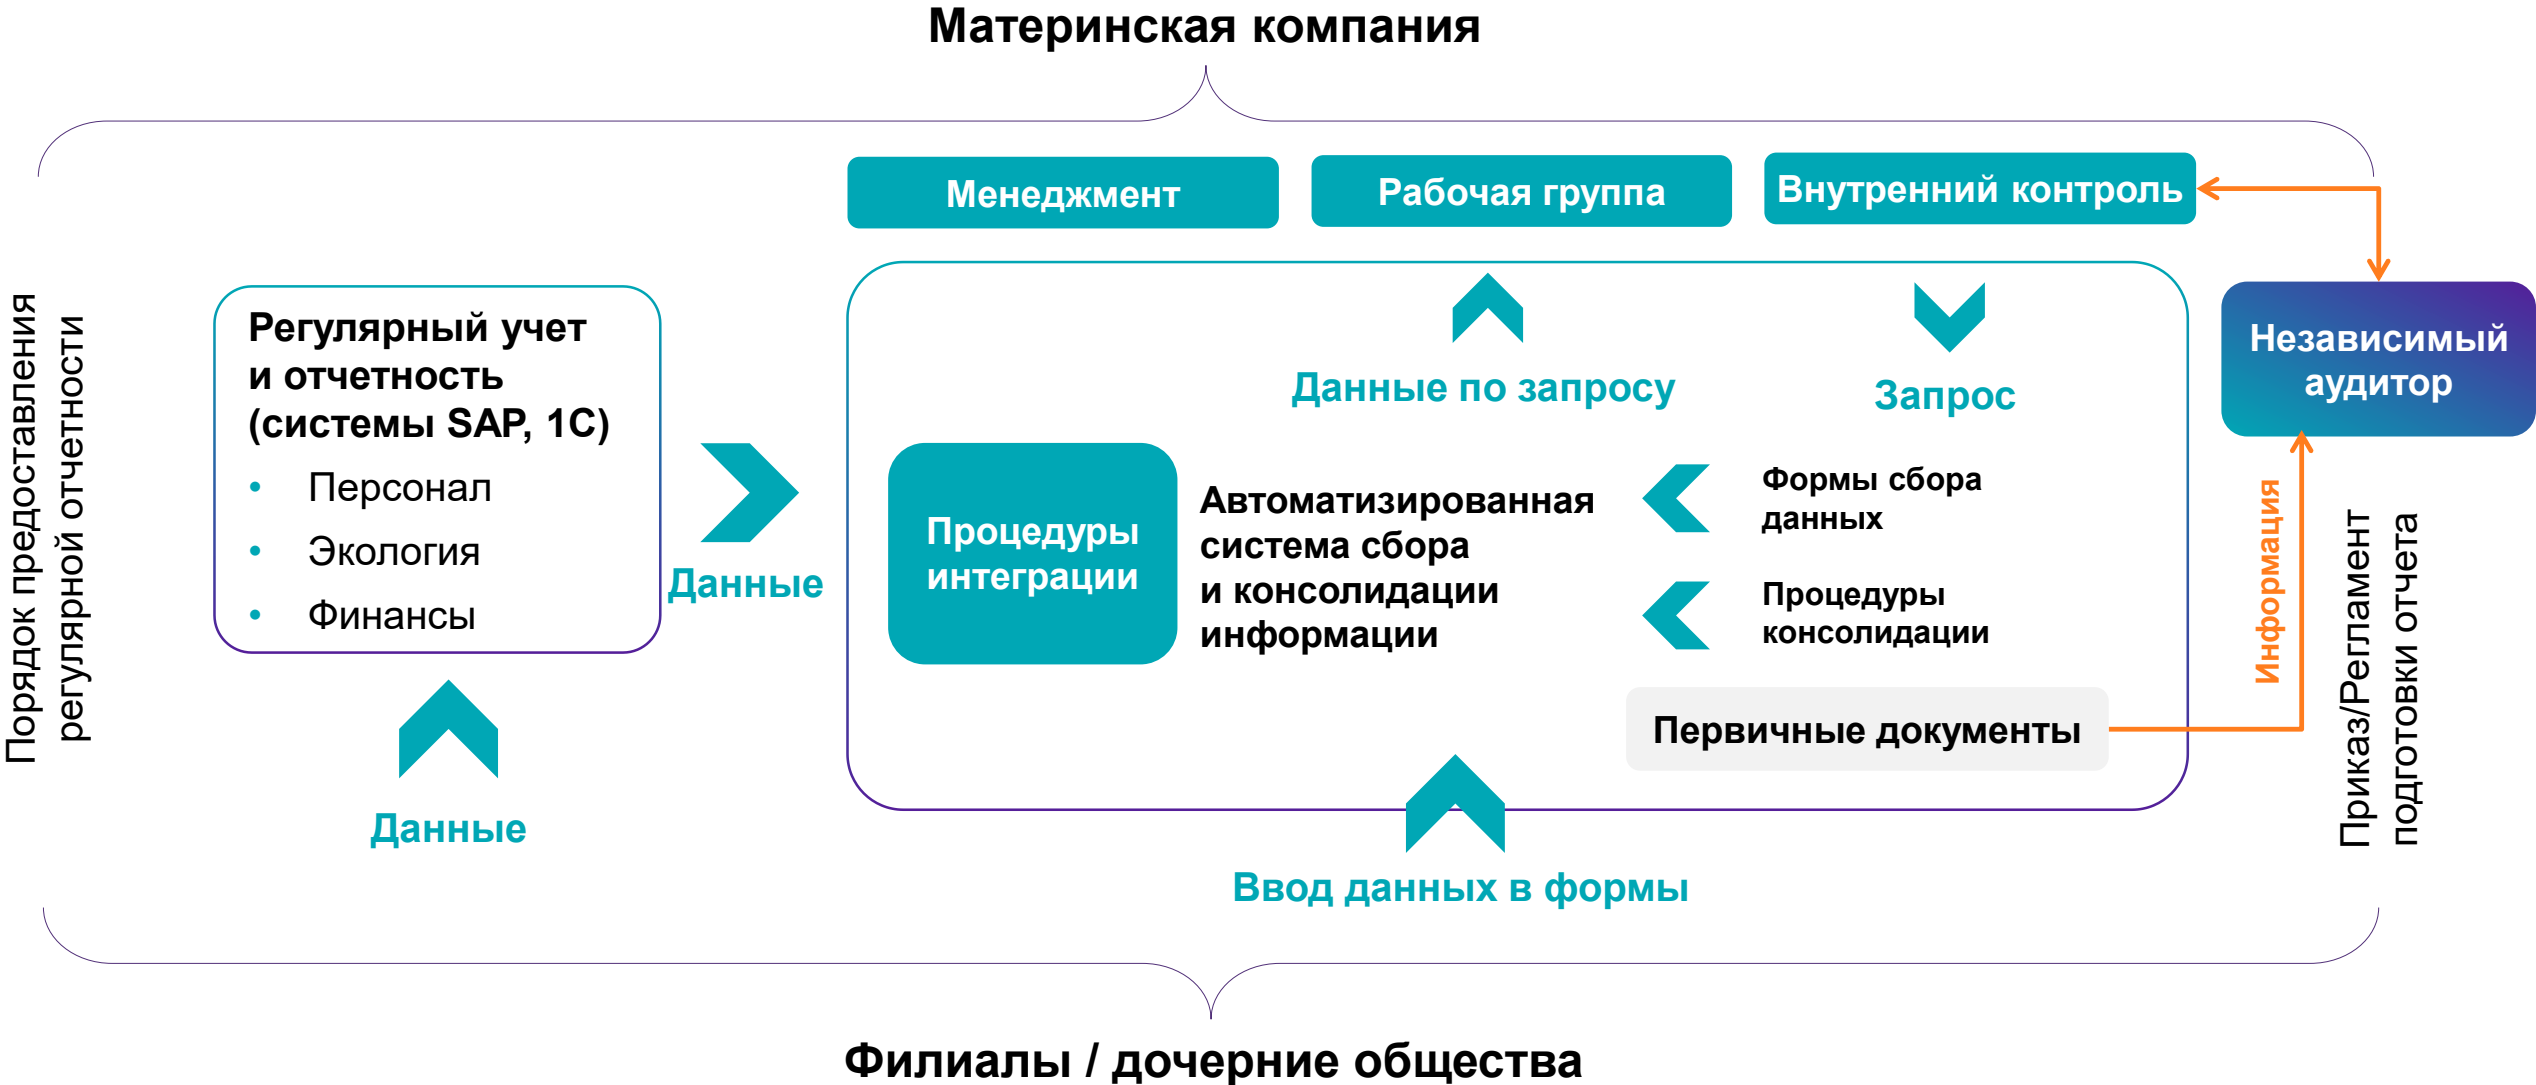 Материнская компания
Менеджмент
Рабочая группа
Внутренний контроль
Порядок предоставления
регулярной отчетности
Регулярный учет
и отчетность
(системы SAP, 1С)
• Персонал
• Экология
• Финансы
Данные
Данные
Данные по запросу
Запрос
Процедуры
интеграции
Автоматизированная
система сбора
и консолидации
информации
Формы сбора
данных
Процедуры
консолидации
Первичные документы
Ввод данных в формы
Независимый
аудитор
Информация
Приказ/Регламент
подготовки отчета
Филиалы / дочерние общества